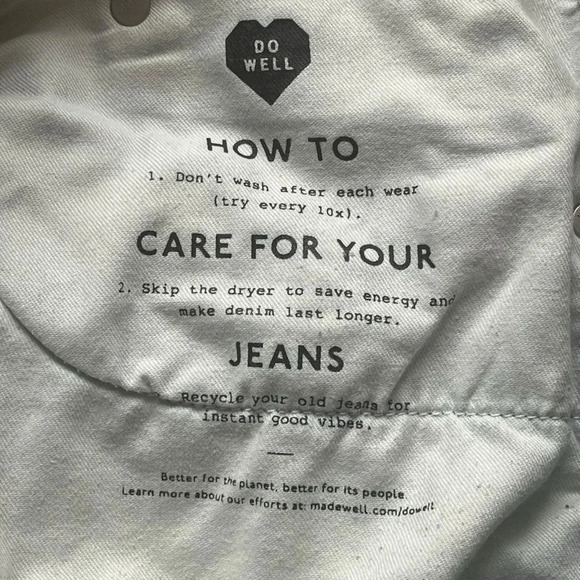 DO
WELL
HOW TO
1. Don't wash after each wear
(try every 10x).
CARE FOR YOUR
2. Skip the dryer to save energy and
make denim last longer.
JEANS
Recycle your old jeans for
instant good vibes.
Better for the planet, better for its people.
Learn more about our efforts at: madewell.com/dowell